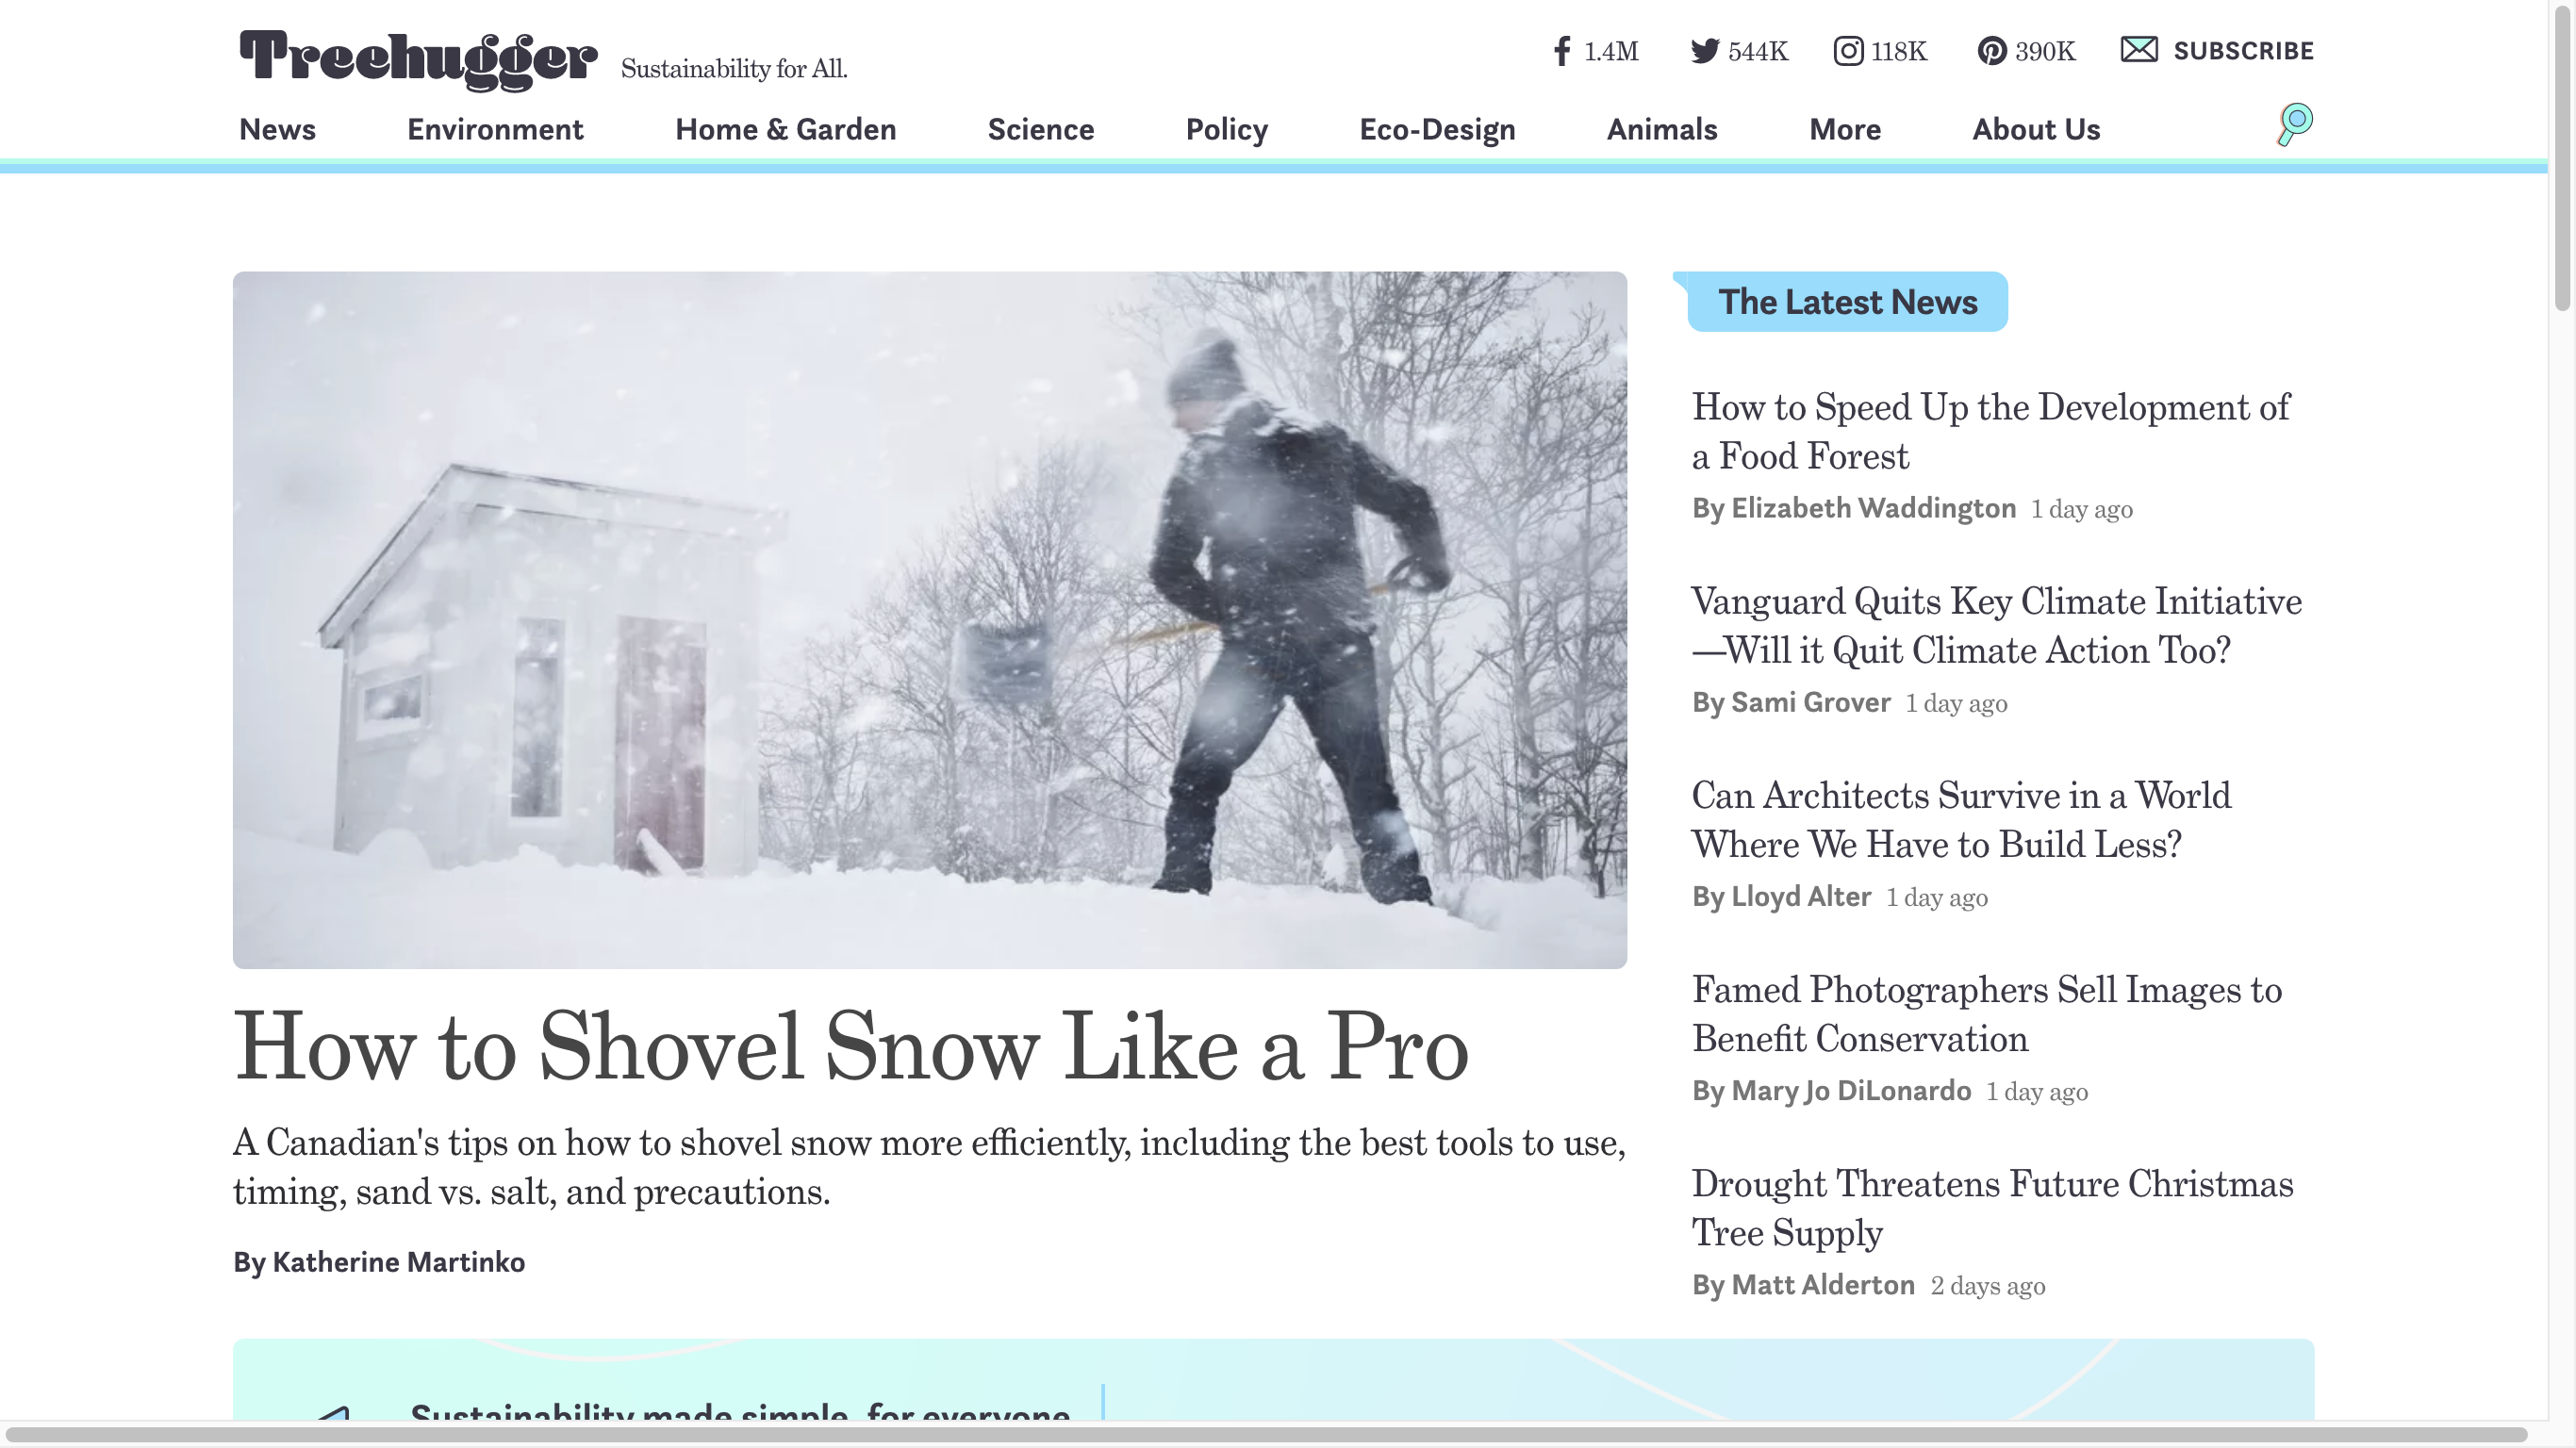 Treehugger Sustainability for All.
1.4M 544K 118K 390K SUBSCRIBE
News Environment Home & Garden Science Policy Eco-Design Animals More About Us
The Latest News
How to Speed Up the Development of
a Food Forest
By Elizabeth Waddington 1 day ago
Vanguard Quits Key Climate Initiative
—Will it Quit Climate Action Too?
By Sami Grover 1 day ago
Can Architects Survive in a World
Where We Have to Build Less?
By Lloyd Alter 1 day ago
Famed Photographers Sell Images to
Benefit Conservation
By Mary Jo DiLonardo 1 day ago
Drought Threatens Future Christmas
Tree Supply
By Matt Alderton 2 days ago
How to Shovel Snow Like a Pro
A Canadian's tips on how to shovel snow more efficiently, including the best tools to use,
timing, sand vs. salt, and precautions.
By Katherine Martinko
Sustainability made simple, for everyone